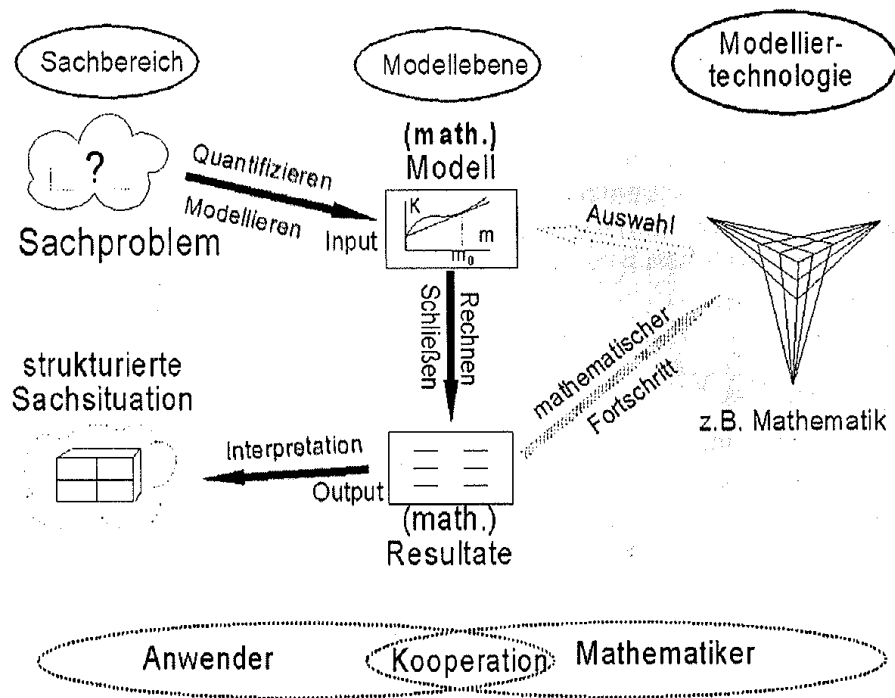 Sachbereich
Modellebene
Modellier-
technologie
?
Sachproblem
Quantifizieren
Modellieren
(math.)
Modell
Input
K
m
m₀
Auswahl
Rechnen
Schließen
mathematischer
Fortschritt
z.B. Mathematik
strukturierte
Sachsituation
Interpretation
Output
(math.)
Resultate
Anwender
Kooperation
Mathematiker